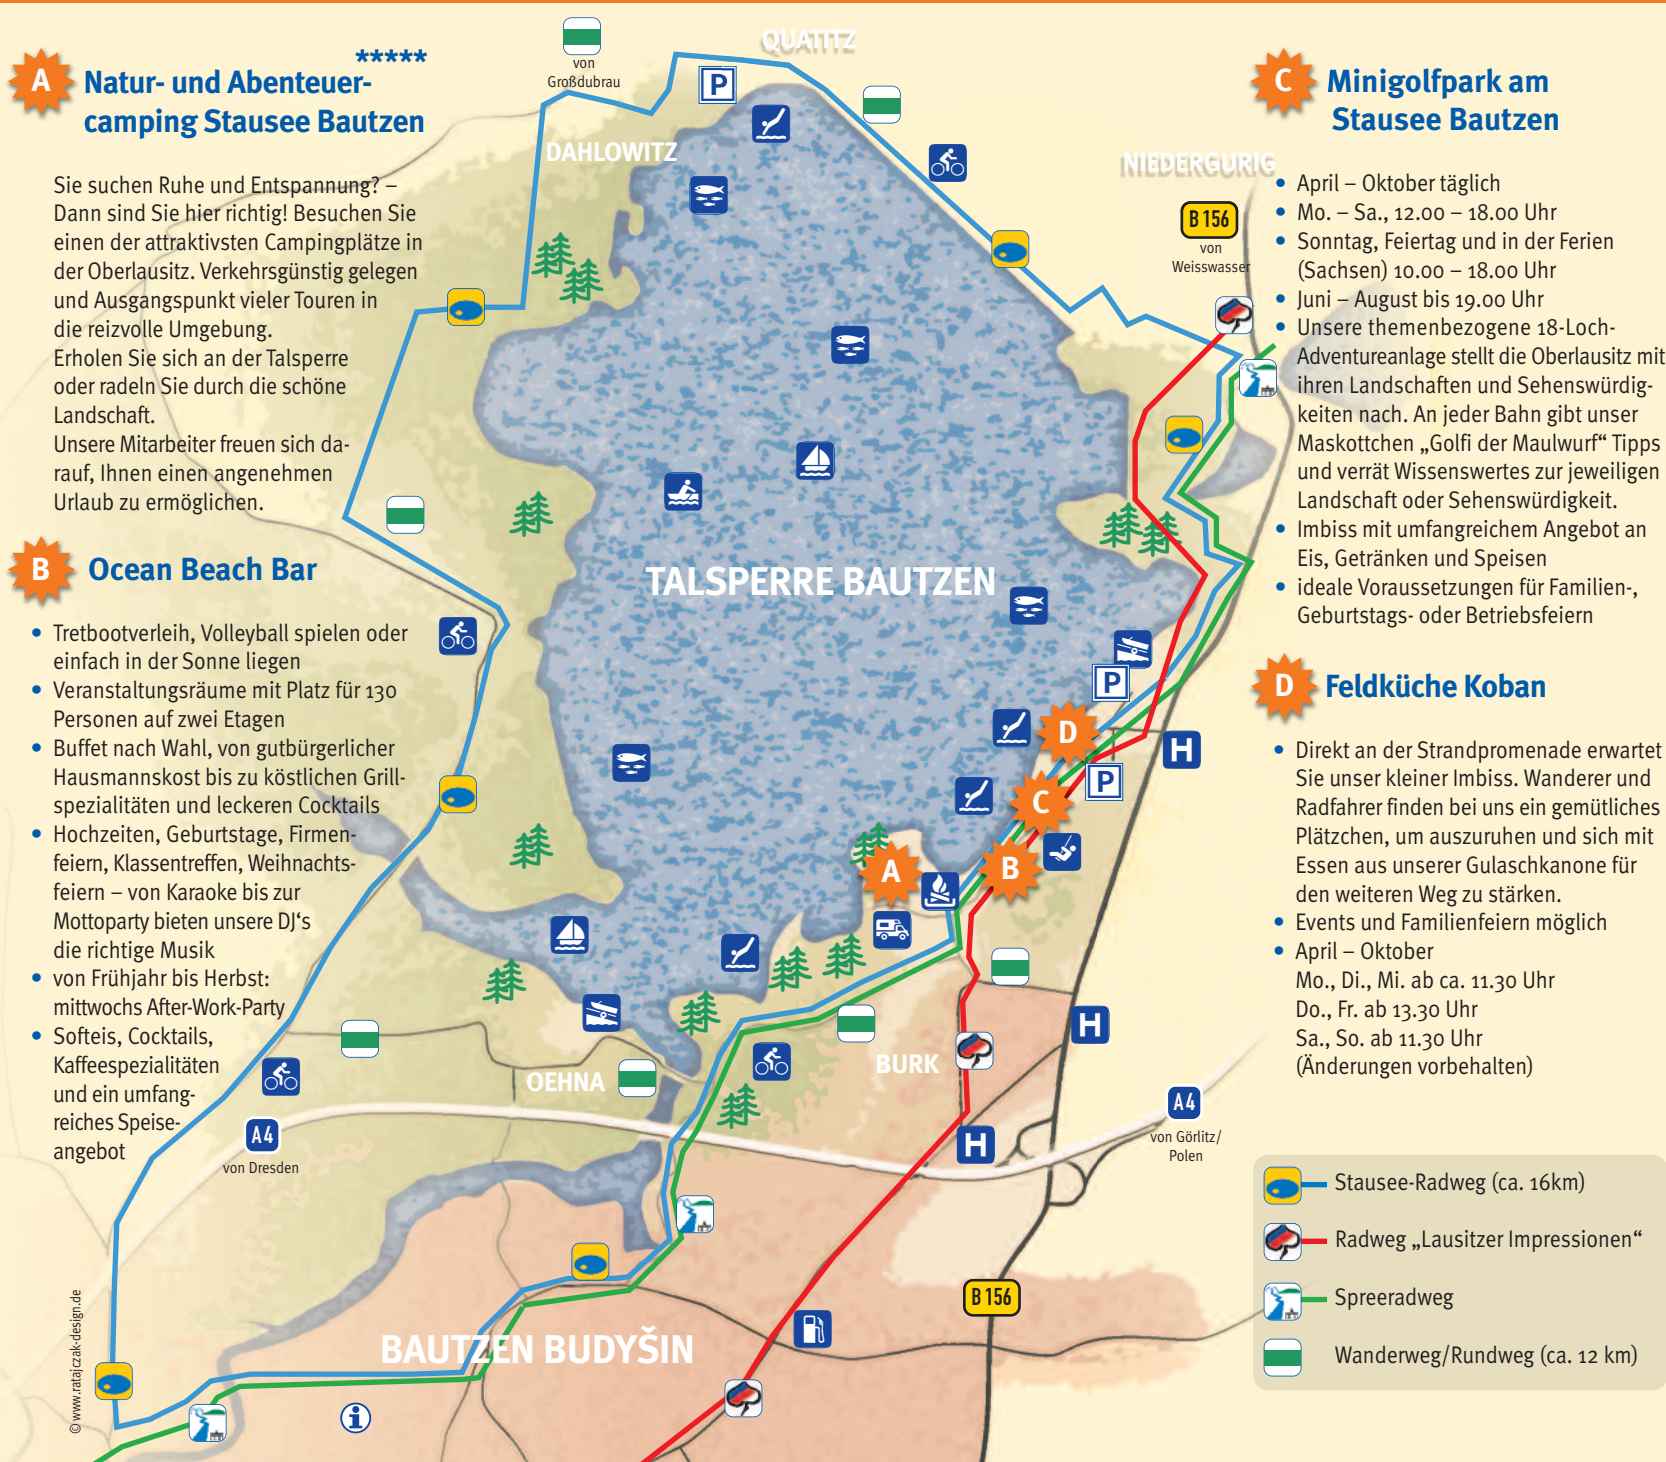 A
*****
Natur- und Abenteuer-
camping Stausee Bautzen
Sie suchen Ruhe und Entspannung? –
Dann sind Sie hier richtig! Besuchen Sie
einen der attraktivsten Campingplätze in
der Oberlausitz. Verkehrsgünstig gelegen
und Ausgangspunkt vieler Touren in
die reizvolle Umgebung.
Erholen Sie sich an der Talsperre
oder radeln Sie durch die schöne
Landschaft.
Unsere Mitarbeiter freuen sich da-
rauf, Ihnen einen angenehmen
Urlaub zu ermöglichen.
B
Ocean Beach Bar
• Tretbootverleih, Volleyball spielen oder
einfach in der Sonne liegen
• Veranstaltungsräume mit Platz für 130
Personen auf zwei Etagen
• Buffet nach Wahl, von gutbürgerlicher
Hausmannskost bis zu köstlichen Grill-
spezialitäten und leckeren Cocktails
• Hochzeiten, Geburtstage, Firmen-
feiern, Klassentreffen, Weihnachts-
feiern – von Karaoke bis zur
Mottoparty bieten unsere DJ‘s
die richtige Musik
• von Frühjahr bis Herbst:
mittwochs After-Work-Party
• Softeis, Cocktails,
Kaffeespezialitäten
und ein umfang-
reiches Speise-
angebot
C
Minigolfpark am
Stausee Bautzen
• April – Oktober täglich
• Mo. – Sa., 12.00 – 18.00 Uhr
• Sonntag, Feiertag und in der Ferien
(Sachsen) 10.00 – 18.00 Uhr
• Juni – August bis 19.00 Uhr
• Unsere themenbezogene 18-Loch-
Adventureanlage stellt die Oberlausitz mit
ihren Landschaften und Sehenswürdig-
keiten nach. An jeder Bahn gibt unser
Maskottchen „Golfi der Maulwurf“ Tipps
und verrät Wissenswertes zur jeweiligen
Landschaft oder Sehenswürdigkeit.
• Imbiss mit umfangreichem Angebot an
Eis, Getränken und Speisen
• ideale Voraussetzungen für Familien-,
Geburtstags- oder Betriebsfeiern
D
Feldküche Koban
• Direkt an der Strandpromenade erwartet
Sie unser kleiner Imbiss. Wanderer und
Radfahrer finden bei uns ein gemütliches
Plätzchen, um auszuruhen und sich mit
Essen aus unserer Gulaschkanone für
den weiteren Weg zu stärken.
• Events und Familienfeiern möglich
• April – Oktober
Mo., Di., Mi. ab ca. 11.30 Uhr
Do., Fr. ab 13.30 Uhr
Sa., So. ab 11.30 Uhr
(Änderungen vorbehalten)
von
Großdubrau
QUATITZ
P
DAHLOWITZ
NIEDERGURIG
B 156
von
Weisswasser
TALSPERRE BAUTZEN
P
D
H
P
C
B
A
H
BURK
OEHNA
A4
von Dresden
A4
von Görlitz/
Polen
H
B 156
BAUTZEN BUDYŠIN
i
© www.ratajczak-design.de
Stausee-Radweg (ca. 16km)
Radweg „Lausitzer Impressionen“
Spreeradweg
Wanderweg/Rundweg (ca. 12 km)